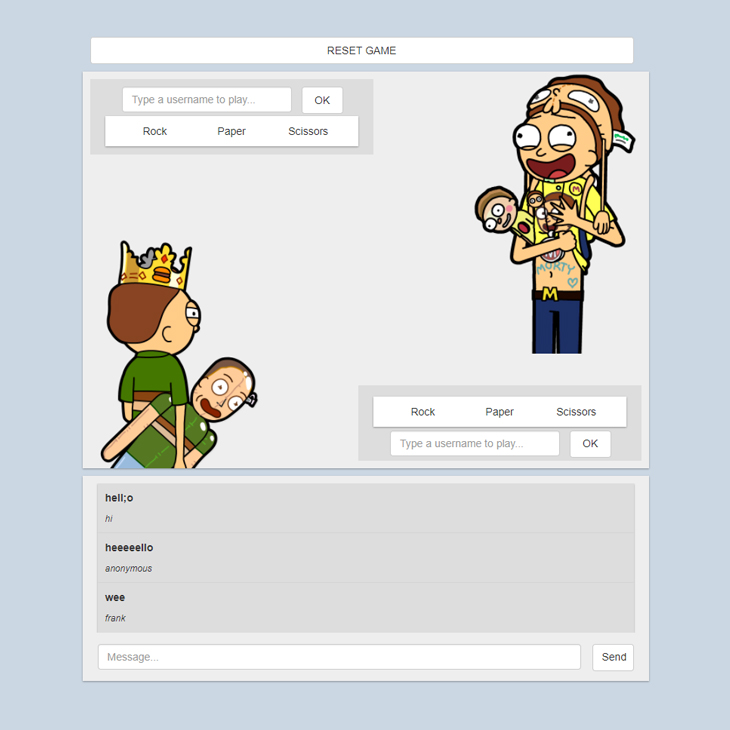 RESET GAME
Type a username to play...
OK
Rock Paper Scissors
M
MORTY
M
Rock Paper Scissors
Type a username to play...
OK
hell;o
hi
heeeeello
anonymous
wee
frank
Message...
Send